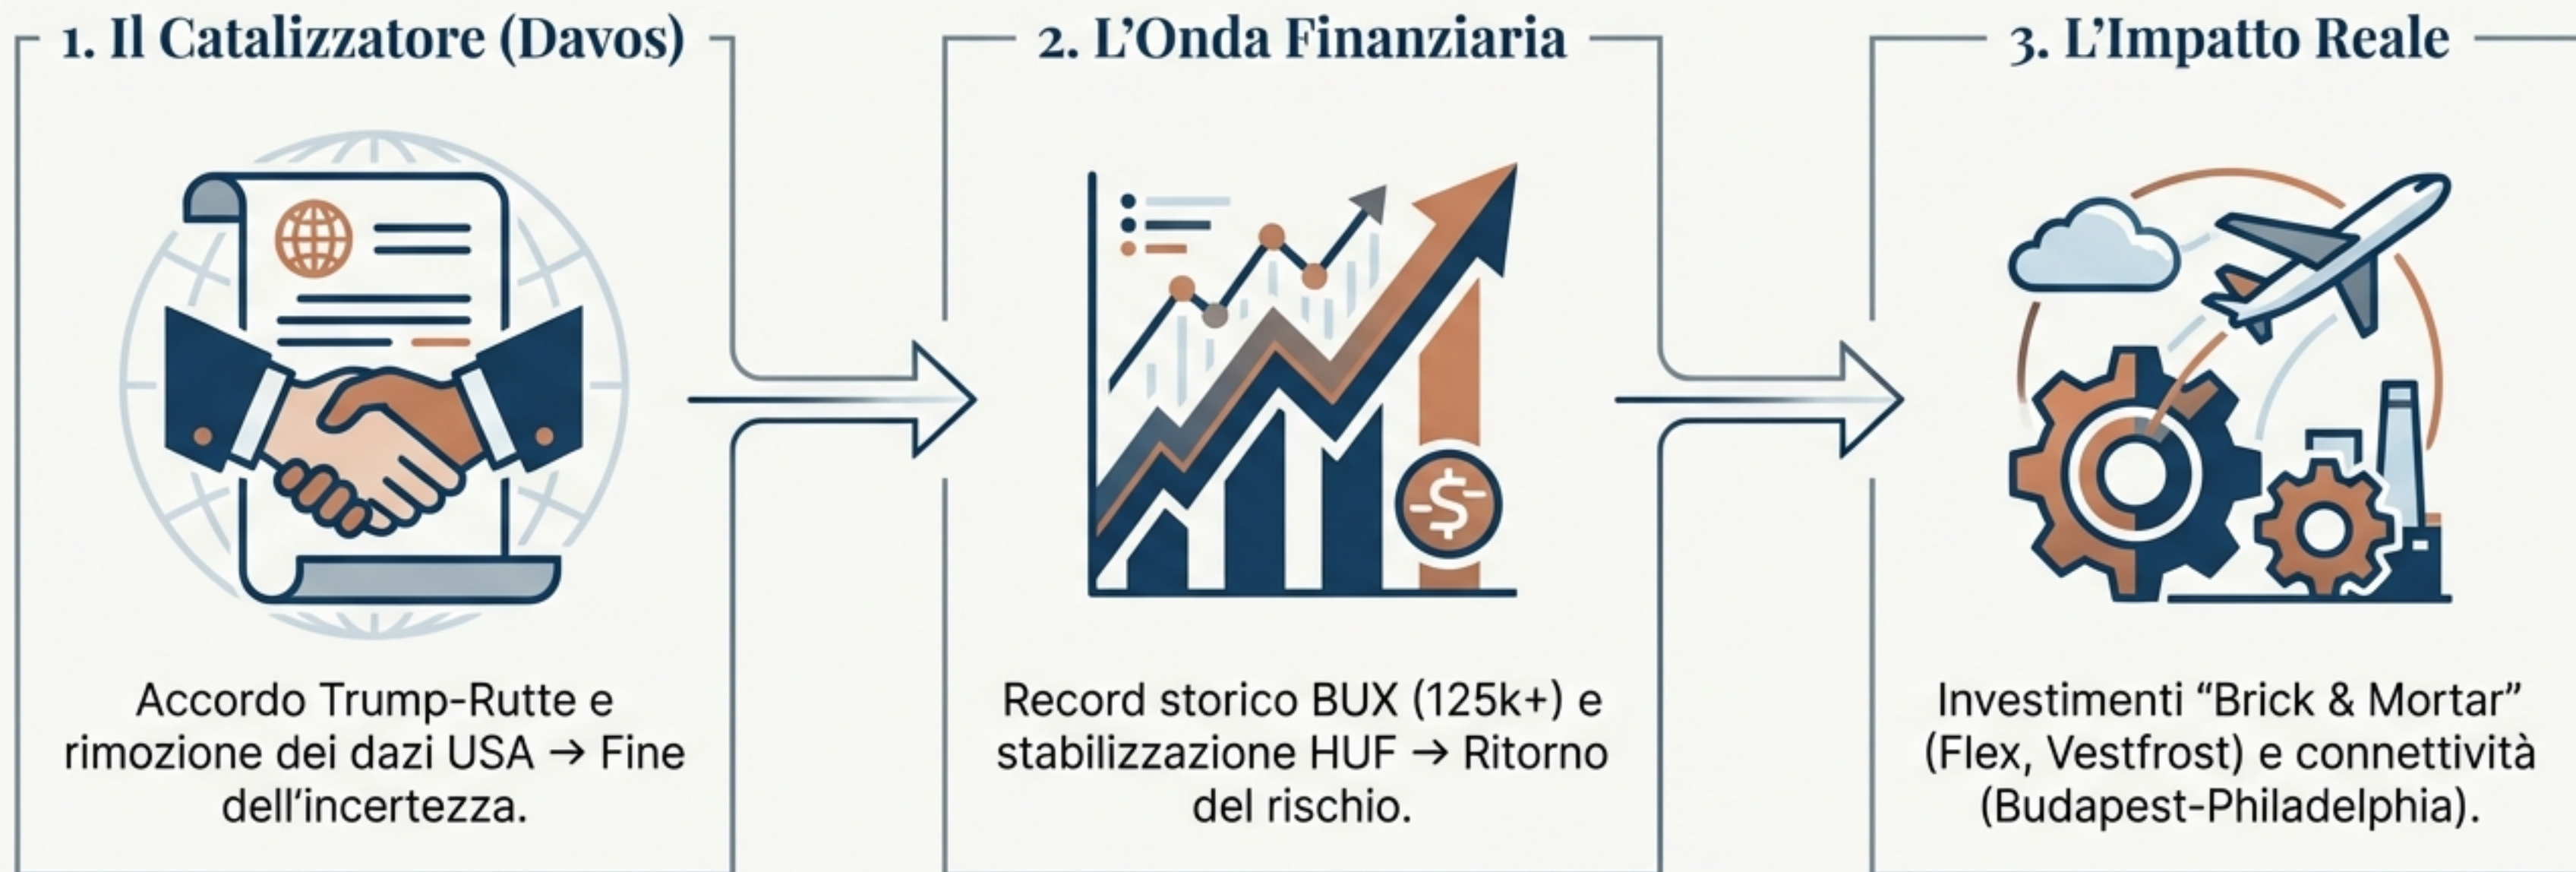 1. Il Catalizzatore (Davos)
Accordo Trump-Rutte e
rimozione dei dazi USA → Fine
dell'incertezza.
2. L'Onda Finanziaria
$
Record storico BUX (125k+) e
stabilizzazione HUF → Ritorno
del rischio.
3. L'Impatto Reale
Investimenti “Brick & Mortar”
(Flex, Vestfrost) e connettività
(Budapest-Philadelphia).